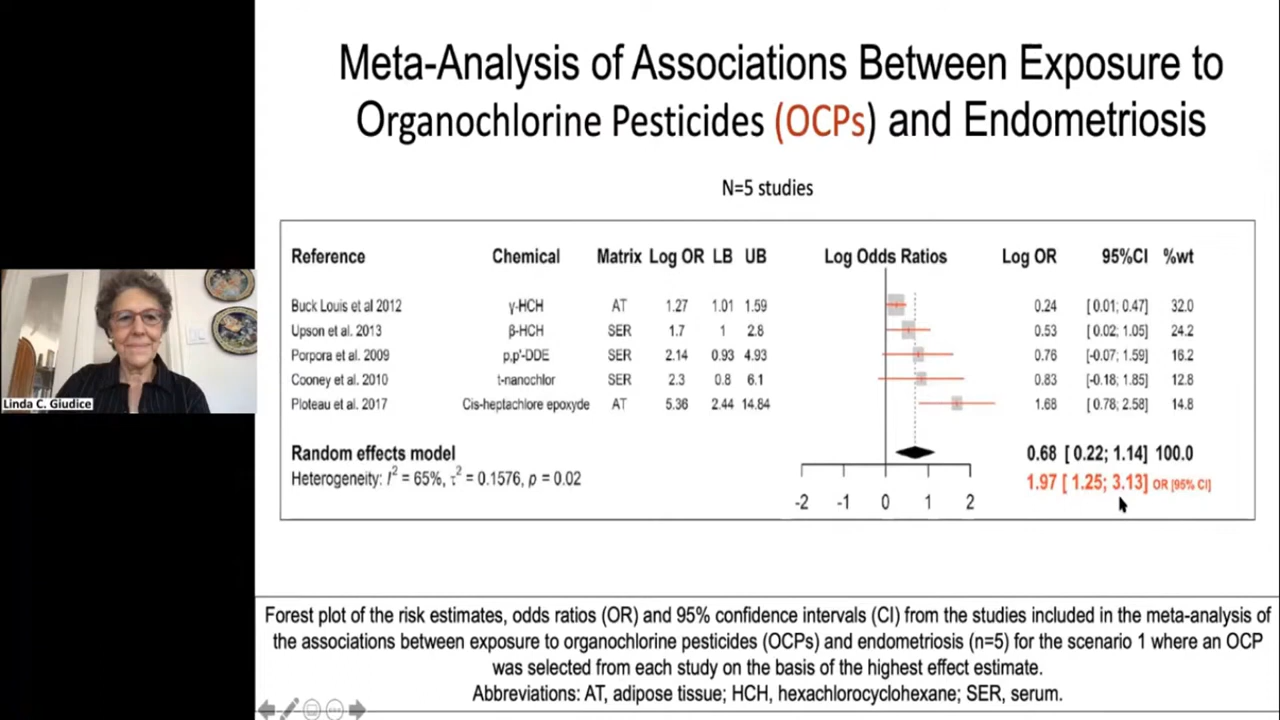 Meta-Analysis of Associations Between Exposure to
Organochlorine Pesticides (OCPs) and Endometriosis
N=5 studies
Reference Chemical Matrix Log OR LB UB Log Odds Ratios Log OR 95%CI %wt
Buck Louis et al 2012 γ-HCH AT 1.27 1.01 1.59 0.24 [0.01; 0.47] 32.0
Upson et al. 2013 β-HCH SER 1.7 1 2.8 0.53 [0.02; 1.05] 24.2
Porpora et al. 2009 p,p'-DDE SER 2.14 0.93 4.93 0.76 [-0.07; 1.59] 16.2
Cooney et al. 2010 t-nanochlor SER 2.3 0.8 6.1 0.83 [-0.18; 1.85] 12.8
Ploteau et al. 2017 Cis-heptachlore epoxyde AT 5.36 2.44 14.84 1.68 [0.78; 2.58] 14.8
Random effects model 0.68 [0.22; 1.14] 100.0
Heterogeneity: I² = 65%, τ² = 0.1576, p = 0.02 1.97 [1.25; 3.13] OR [95% CI]
-2 -1 0 1 2
Linda C. Giudice
Forest plot of the risk estimates, odds ratios (OR) and 95% confidence intervals (CI) from the studies included in the meta-analysis of
the associations between exposure to organochlorine pesticides (OCPs) and endometriosis (n=5) for the scenario 1 where an OCP
was selected from each study on the basis of the highest effect estimate.
Abbreviations: AT, adipose tissue; HCH, hexachlorocyclohexane; SER, serum.